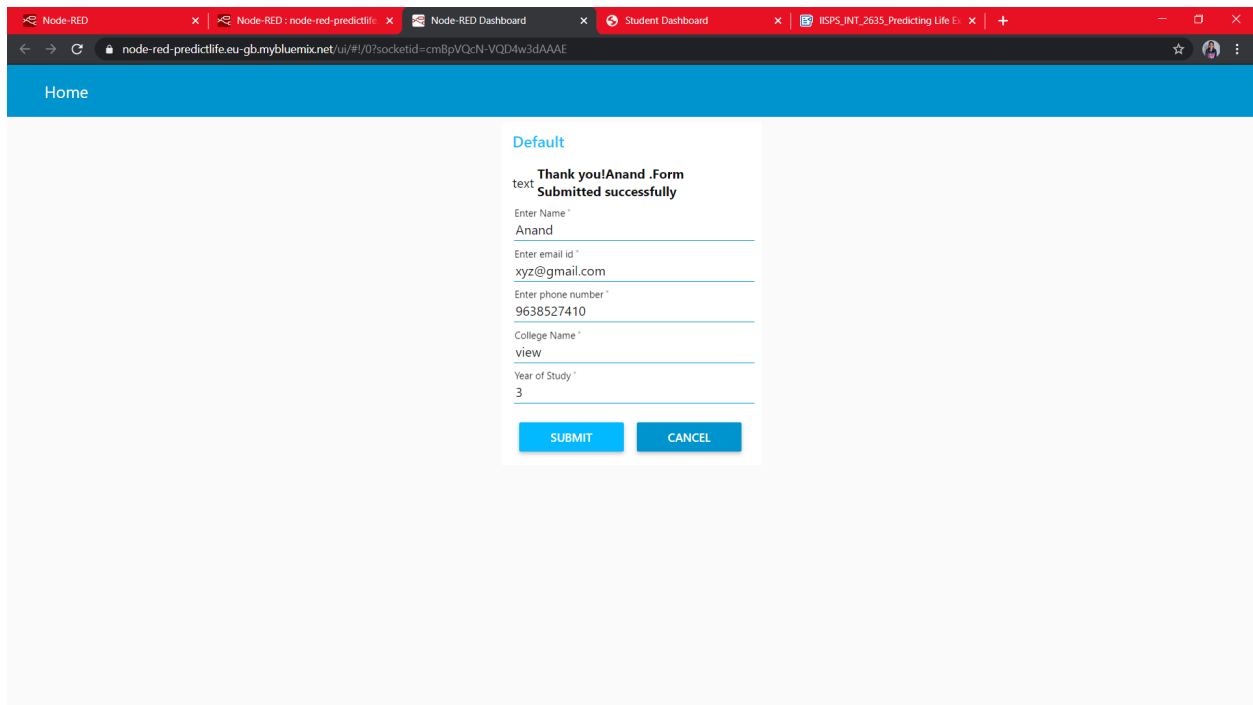 Node-RED
Node-RED : node-red-predictlife
Node-RED Dashboard
Student Dashboard
IISPS_INT_2635_Predicting Life Ex
node-red-predictlife.eu-gb.mybluemix.net/ui/#!/0?socketid=cmBpVQcN-VQD4w3dAAAE
Home
Default
text Thank you!Anand .Form
Submitted successfully
Enter Name *
Anand
Enter email id *
xyz@gmail.com
Enter phone number *
9638527410
College Name *
view
Year of Study *
3
SUBMIT
CANCEL